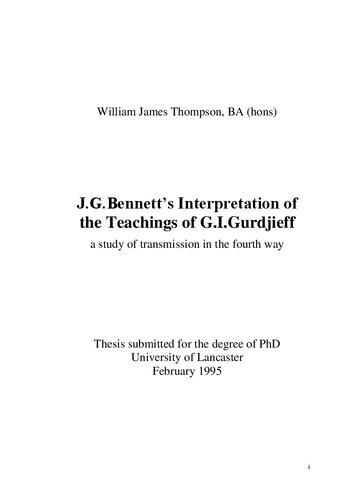 William James Thompson, BA (hons)
J.G.Bennett's Interpretation of
the Teachings of G.I.Gurdjieff
a study of transmission in the fourth way
Thesis submitted for the degree of PhD
University of Lancaster
February 1995
i